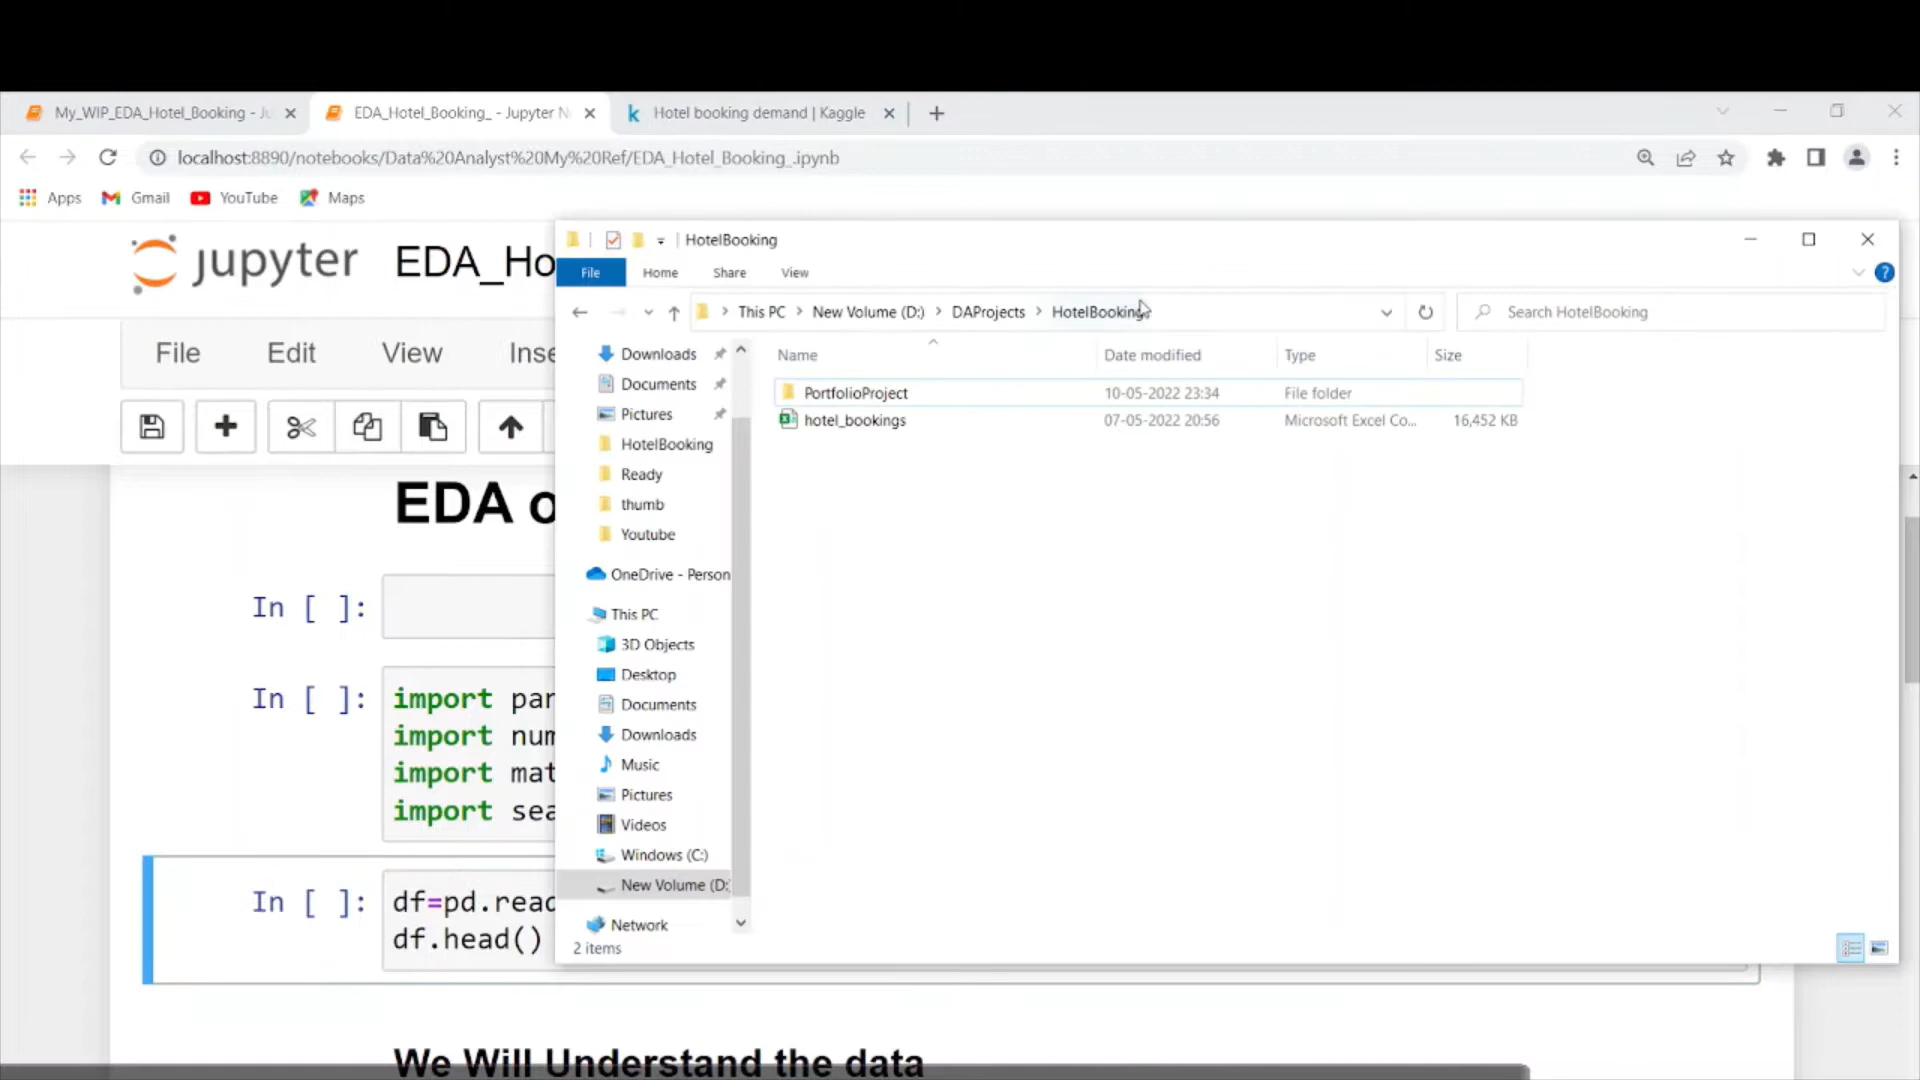 My_WIP_EDA_Hotel_Booking - Ju
EDA_Hotel_Booking_ - Jupyter N
Hotel booking demand | Kaggle
localhost:8890/notebooks/Data%20Analyst%20My%20Ref/EDA_Hotel_Booking_.ipynb
Apps
Gmail
YouTube
Maps
jupyter
EDA_Ho
File
Edit
View
Inse
EDA o
In [ ]:
In [ ]:
import pan
import num
import mat
import sea
In [ ]:
df=pd.read
df.head()
We Will Understand the data
HotelBooking
File
Home
Share
View
This PC
New Volume (D:)
DAProjects
HotelBooking
Search HotelBooking
Downloads
Documents
Pictures
HotelBooking
Ready
thumb
Youtube
OneDrive - Person
This PC
3D Objects
Desktop
Documents
Downloads
Music
Pictures
Videos
Windows (C:)
New Volume (D:
Network
Name Date modified Type Size
PortfolioProject 10-05-2022 23:34 File folder
hotel_bookings 07-05-2022 20:56 Microsoft Excel Co... 16,452 KB
2 items